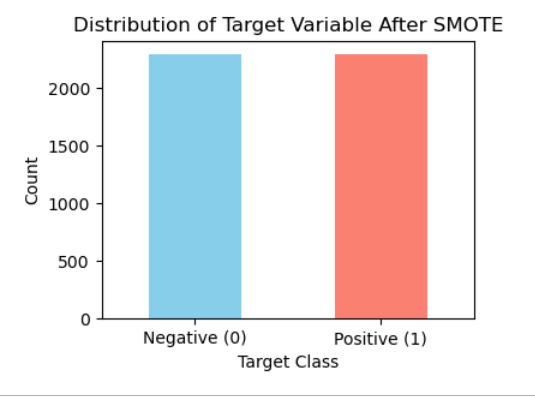 Distribution of Target Variable After SMOTE
2000
1500
1000
500
0
Count
Negative (0)
Positive (1)
Target Class